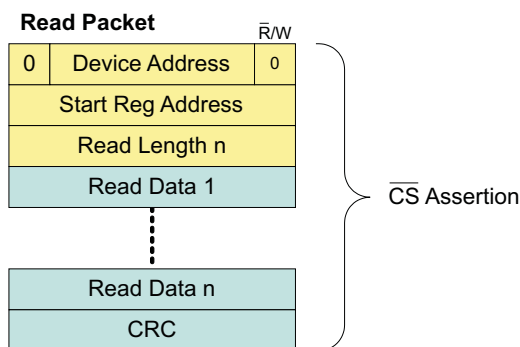 Read Packet
R̅/W
0 Device Address 0
Start Reg Address
Read Length n
Read Data 1
C̅S̅ Assertion
Read Data n
CRC